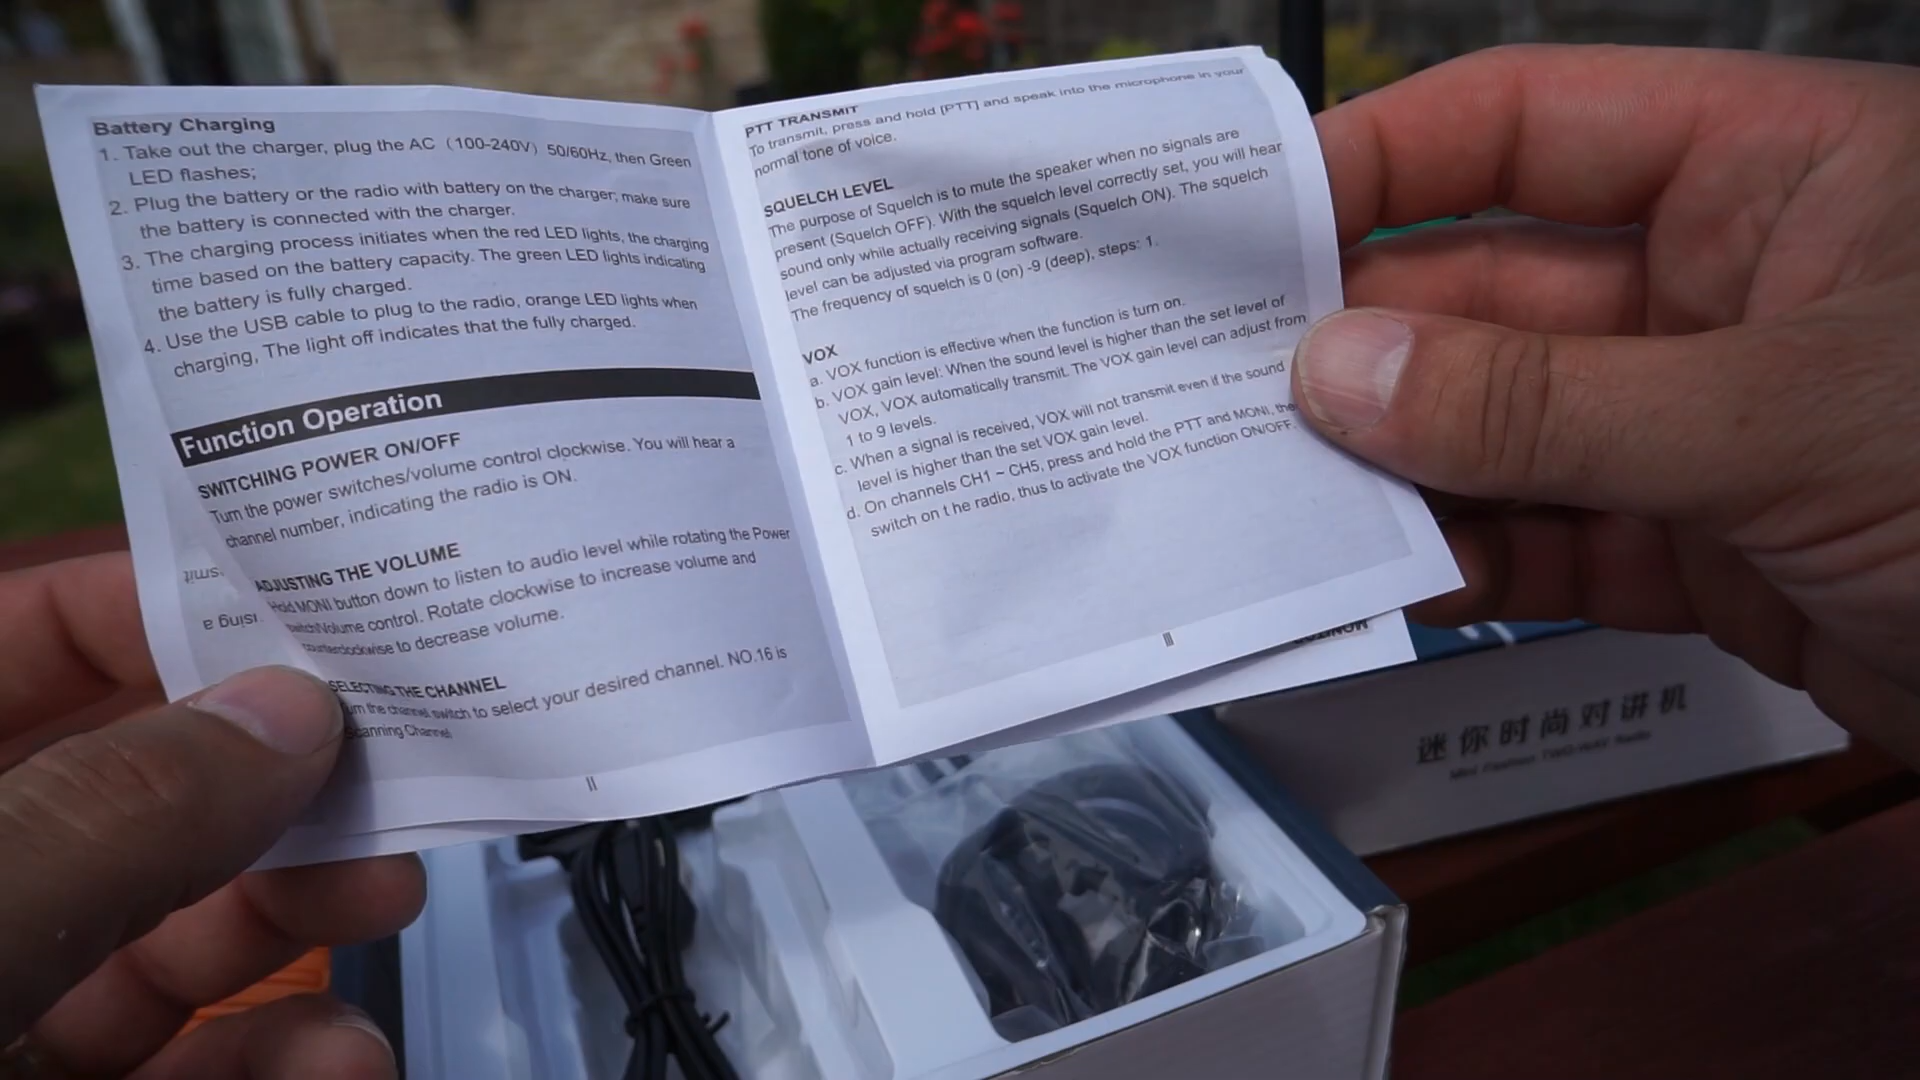 Battery Charging
1. Take out the charger, plug the AC（100-240V）50/60Hz, then Green
LED flashes;
2. Plug the battery or the radio with battery on the charger; make sure
the battery is connected with the charger.
3. The charging process initiates when the red LED lights, the charging
time based on the battery capacity. The green LED lights indicating
the battery is fully charged.
4. Use the USB cable to plug to the radio, orange LED lights when
charging, The light off indicates that the fully charged.
Function Operation
SWITCHING POWER ON/OFF
Turn the power switches/volume control clockwise. You will hear a
channel number, indicating the radio is ON.
ADJUSTING THE VOLUME
Hold MONI button down to listen to audio level while rotating the Power
switch/Volume control. Rotate clockwise to increase volume and
counterclockwise to decrease volume.
SELECTING THE CHANNEL
Turn the channel switch to select your desired channel. NO.16 is
Scanning Channel
II
PTT TRANSMIT
To transmit, press and hold [PTT] and speak into the microphone in your
normal tone of voice.
SQUELCH LEVEL
The purpose of Squelch is to mute the speaker when no signals are
present (Squelch OFF). With the squelch level correctly set, you will hear
sound only while actually receiving signals (Squelch ON). The squelch
level can be adjusted via program software.
The frequency of squelch is 0 (on) -9 (deep), steps: 1.
VOX
a. VOX function is effective when the function is turn on.
b. VOX gain level: When the sound level is higher than the set level of
VOX, VOX automatically transmit. The VOX gain level can adjust from
1 to 9 levels.
c. When a signal is received, VOX will not transmit even if the sound
level is higher than the set VOX gain level.
d. On channels CH1 ~ CH5, press and hold the PTT and MONI, the
switch on t he radio, thus to activate the VOX function ON/OFF.
III
MONITOR
迷你时尚对讲机
Mini Fashion TWO-WAY Radio